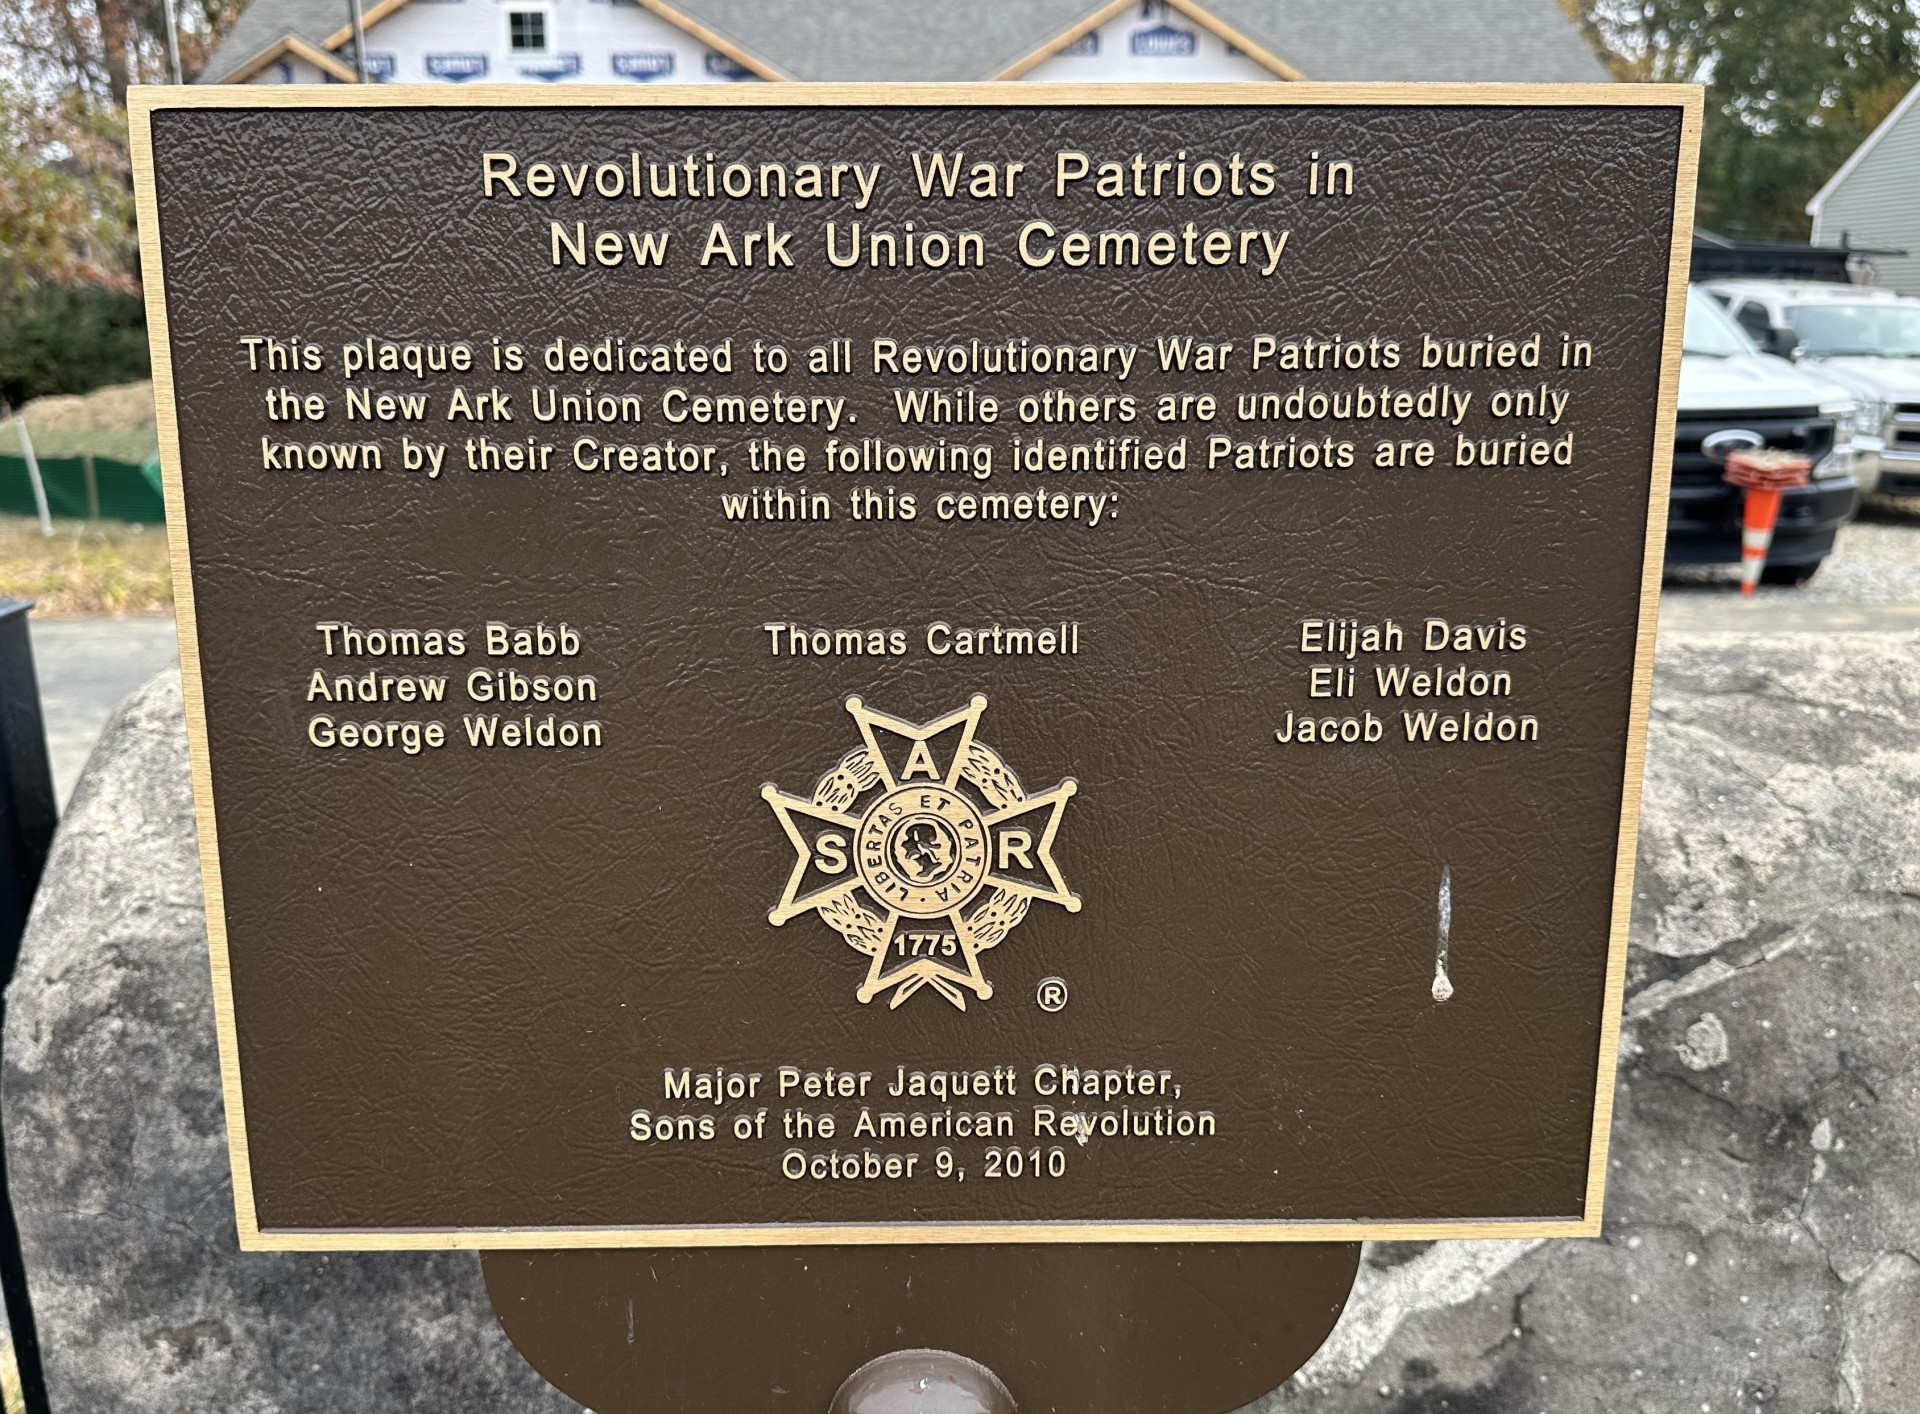 LOWE'S
Revolutionary War Patriots in
New Ark Union Cemetery
This plaque is dedicated to all Revolutionary War Patriots buried in
the New Ark Union Cemetery. While others are undoubtedly only
known by their Creator, the following identified Patriots are buried
within this cemetery:
Thomas Babb Thomas Cartmell Elijah Davis
Andrew Gibson Eli Weldon
George Weldon Jacob Weldon
A
S R
LIBERTAS ET PATRIA
1775
®
Major Peter Jaquett Chapter,
Sons of the American Revolution
October 9, 2010